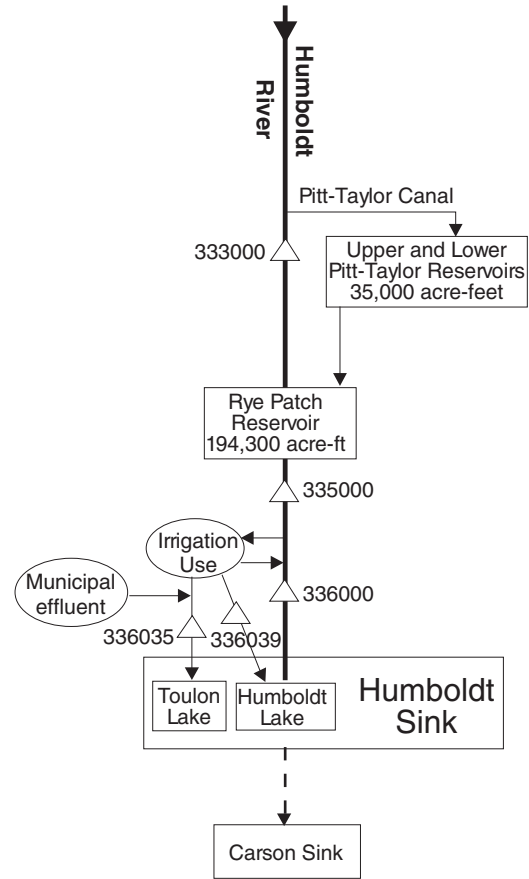 Humboldt
River
Pitt-Taylor Canal
333000
Upper and Lower
Pitt-Taylor Reservoirs
35,000 acre-feet
Rye Patch
Reservoir
194,300 acre-ft
335000
Irrigation
Use
Municipal
effluent
336000
336035
336039
Toulon
Lake
Humboldt
Lake
Humboldt
Sink
Carson Sink